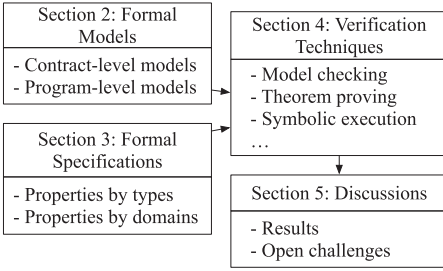 Section 2: Formal
Models
- Contract-level models
- Program-level models
Section 3: Formal
Specifications
- Properties by types
- Properties by domains
Section 4: Verification
Techniques
- Model checking
- Theorem proving
- Symbolic execution
...
Section 5: Discussions
- Results
- Open challenges